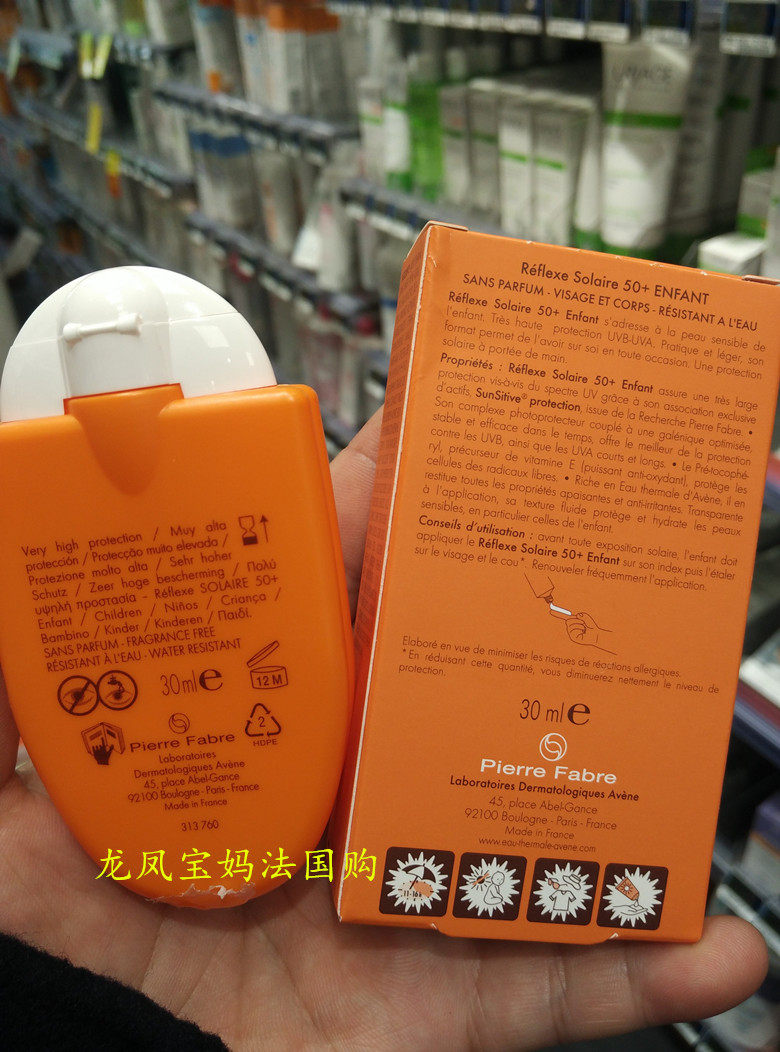 Very high protection / Muy alta
protección / Protecção muito elevada /
Protezione molto alta / Sehr hoher
Schutz / Zeer hoge bescherming / Πολύ
υψηλή προστασία - Réflexe SOLAIRE 50+
Enfant / Children / Niños / Criança /
Bambino / Kinder / Kinderen / Παιδί.
SANS PARFUM - FRAGRANCE FREE
RÉSISTANT À L'EAU - WATER RESISTANT
30 ml e
12 M
Pierre Fabre
2
HDPE
Laboratoires
Dermatologiques Avène
45, place Abel-Gance
92100 Boulogne - Paris - France
Made in France
313 760
Réflexe Solaire 50+ ENFANT
SANS PARFUM - VISAGE ET CORPS - RÉSISTANT A L'EAU
Réflexe Solaire 50+ Enfant s'adresse à la peau sensible de
l'enfant. Très haute protection UVB-UVA. Pratique et léger, son
format permet de l'avoir sur soi en toute occasion. Une protection
solaire à portée de main.
Propriétés : Réflexe Solaire 50+ Enfant assure une très large
protection vis-à-vis du spectre UV grâce à son association exclusive
d'actifs, SunSitive® protection, issue de la Recherche Pierre Fabre. •
Son complexe photoprotecteur couplé à une galénique optimisée,
stable et efficace dans le temps, offre le meilleur de la protection
contre les UVB, ainsi que les UVA courts et longs. • Le Pré-tocophé-
ryl, précurseur de vitamine E (puissant anti-oxydant), protège les
cellules des radicaux libres. • Riche en Eau thermale d'Avène, il en
restitue toutes les propriétés apaisantes et anti-irritantes. Transparente
à l'application, sa texture fluide protège et hydrate les peaux
sensibles, en particulier celles de l'enfant.
Conseils d'utilisation : avant toute exposition solaire, l'enfant doit
appliquer le Réflexe Solaire 50+ Enfant sur son index puis l'étaler
sur le visage et le cou* Renouveler fréquemment l'application.
Elaboré en vue de minimiser les risques de réactions allergiques.
*En réduisant cette quantité, vous diminuerez nettement le niveau de
protection.
30 ml e
Pierre Fabre
Laboratoires Dermatologiques Avène
45, place Abel-Gance
92100 Boulogne - Paris - France
Made in France
www.eau-thermale-avene.com
11-16h
龙凤宝妈法国购